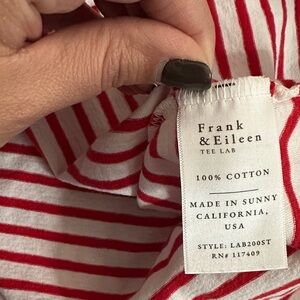 Frank
& Eileen
TEE LAB
100% COTTON
MADE IN SUNNY
CALIFORNIA,
USA
STYLE: LAB200ST
RN# 117409